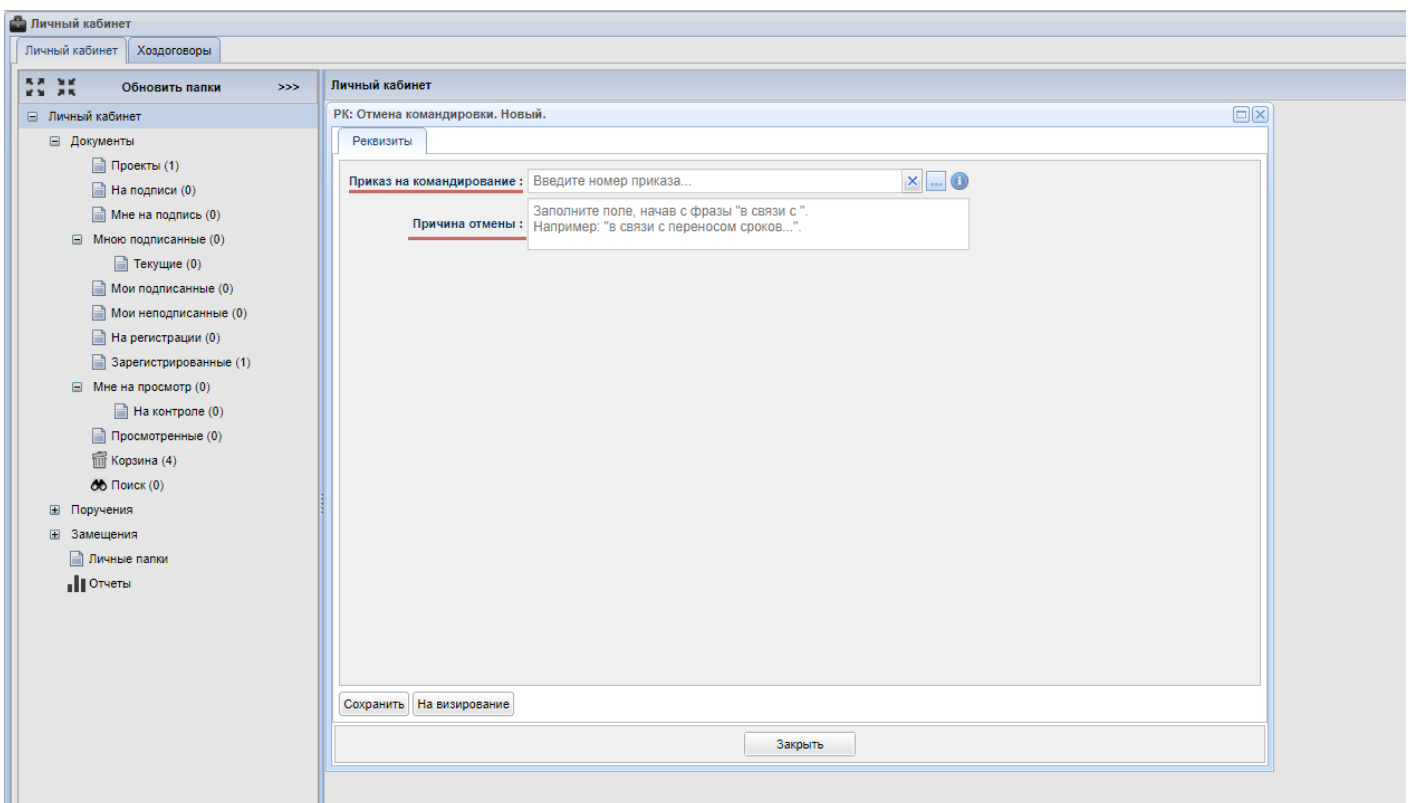 Личный кабинет
Личный кабинет Хоздоговоры
Обновить папки >>>
Личный кабинет
Документы
Проекты (1)
На подписи (0)
Мне на подпись (0)
Мною подписанные (0)
Текущие (0)
Мои подписанные (0)
Мои неподписанные (0)
На регистрации (0)
Зарегистрированные (1)
Мне на просмотр (0)
На контроле (0)
Просмотренные (0)
Корзина (4)
Поиск (0)
Поручения
Замещения
Личные папки
Отчеты
Личный кабинет
РК: Отмена командировки. Новый.
Реквизиты
Приказ на командирование : Введите номер приказа... ...
Причина отмены : Заполните поле, начав с фразы "в связи с ".
Например: "в связи с переносом сроков...".
Сохранить На визирование
Закрыть